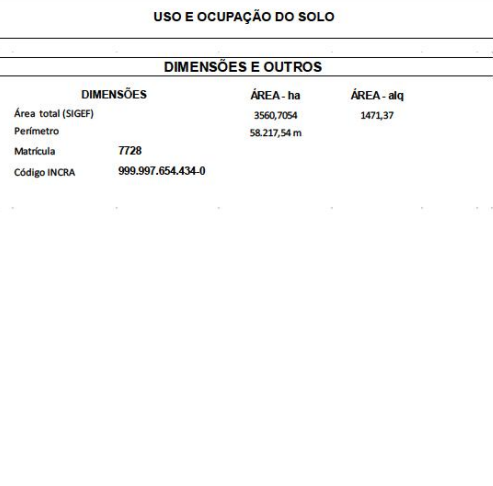 USO E OCUPAÇÃO DO SOLO
DIMENSÕES E OUTROS
DIMENSÕES ÁREA - ha ÁREA - alq
Área total (SIGEF) 3560,7054 1471,37
Perímetro 58.217,54 m
Matrícula 7728
Código INCRA 999.997.654.434-0